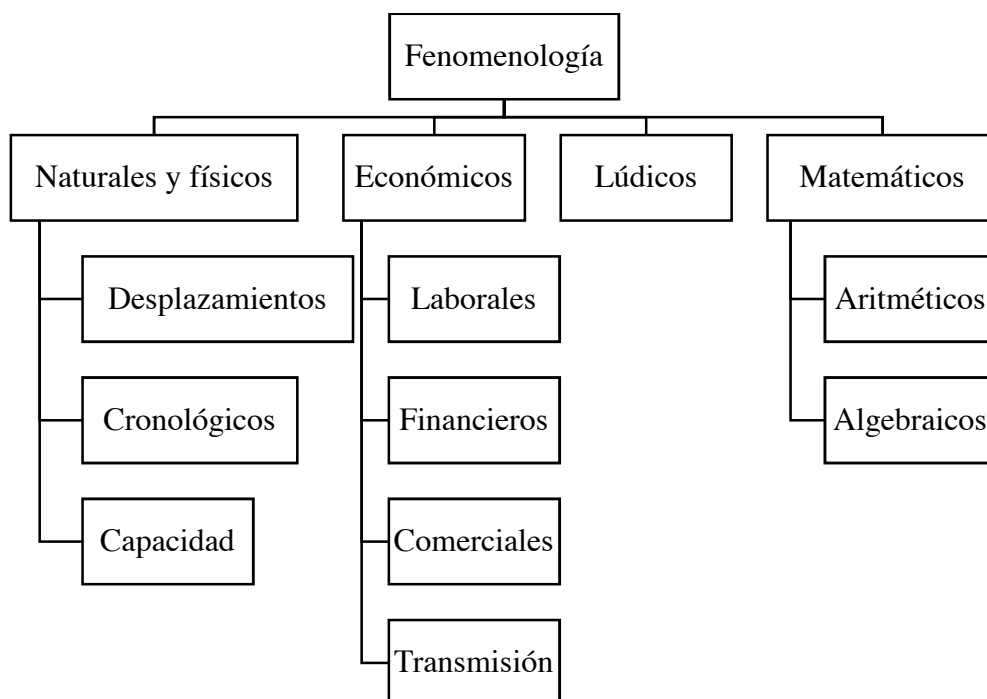 Fenomenología
Naturales y físicos
Económicos
Lúdicos
Matemáticos
Desplazamientos
Laborales
Aritméticos
Cronológicos
Financieros
Algebraicos
Capacidad
Comerciales
Transmisión